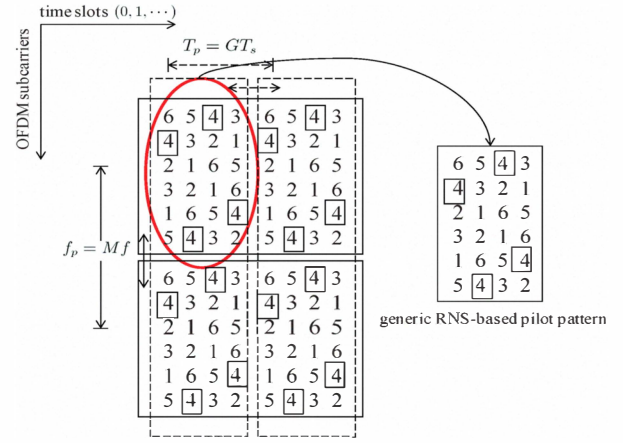 time slots (0, 1, · · · )
OFDM subcarriers
T_p = GT_s
6 5 4 3 6 5 4 3
4 3 2 1 4 3 2 1
2 1 6 5 2 1 6 5
3 2 1 6 3 2 1 6
1 6 5 4 1 6 5 4
5 4 3 2 5 4 3 2
f_p = Mf
6 5 4 3 6 5 4 3
4 3 2 1 4 3 2 1
2 1 6 5 2 1 6 5
3 2 1 6 3 2 1 6
1 6 5 4 1 6 5 4
5 4 3 2 5 4 3 2
6 5 4 3
4 3 2 1
2 1 6 5
3 2 1 6
1 6 5 4
5 4 3 2
generic RNS-based pilot pattern